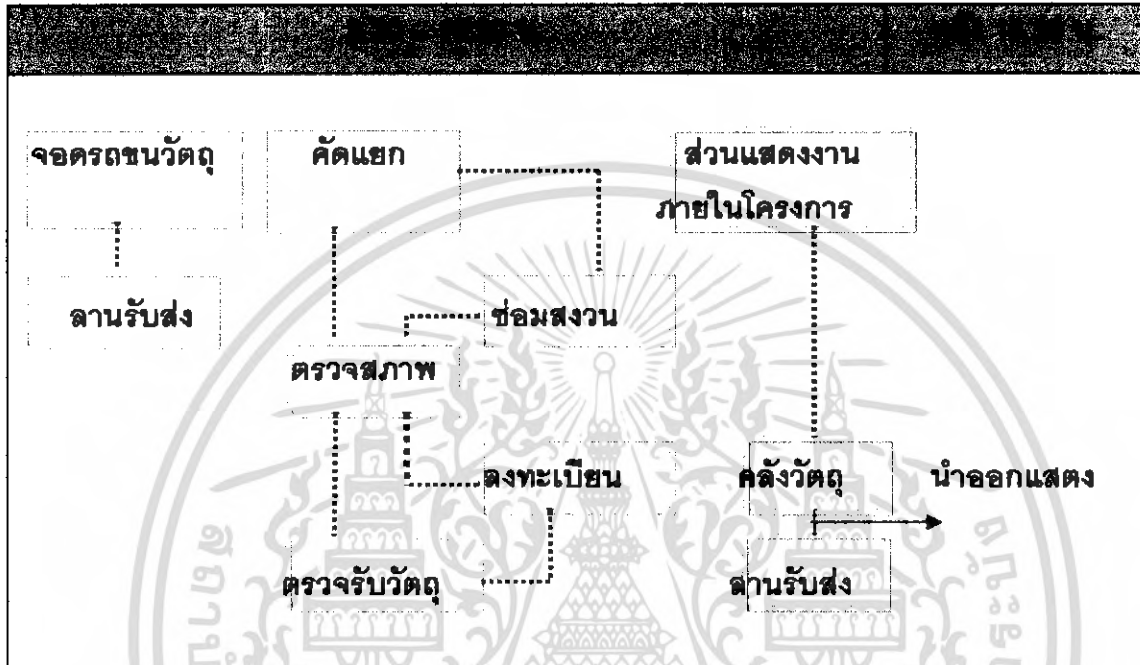 จอดรถขนวัตถุ
คัดแยก
ส่วนแสดงงาน
ภายในโครงการ
ลานรับส่ง
ซ่อมสงวน
ตรวจสภาพ
ลงทะเบียน
คลังวัตถุ
นำออกแสดง
ตรวจรับวัตถุ
ลานรับส่ง